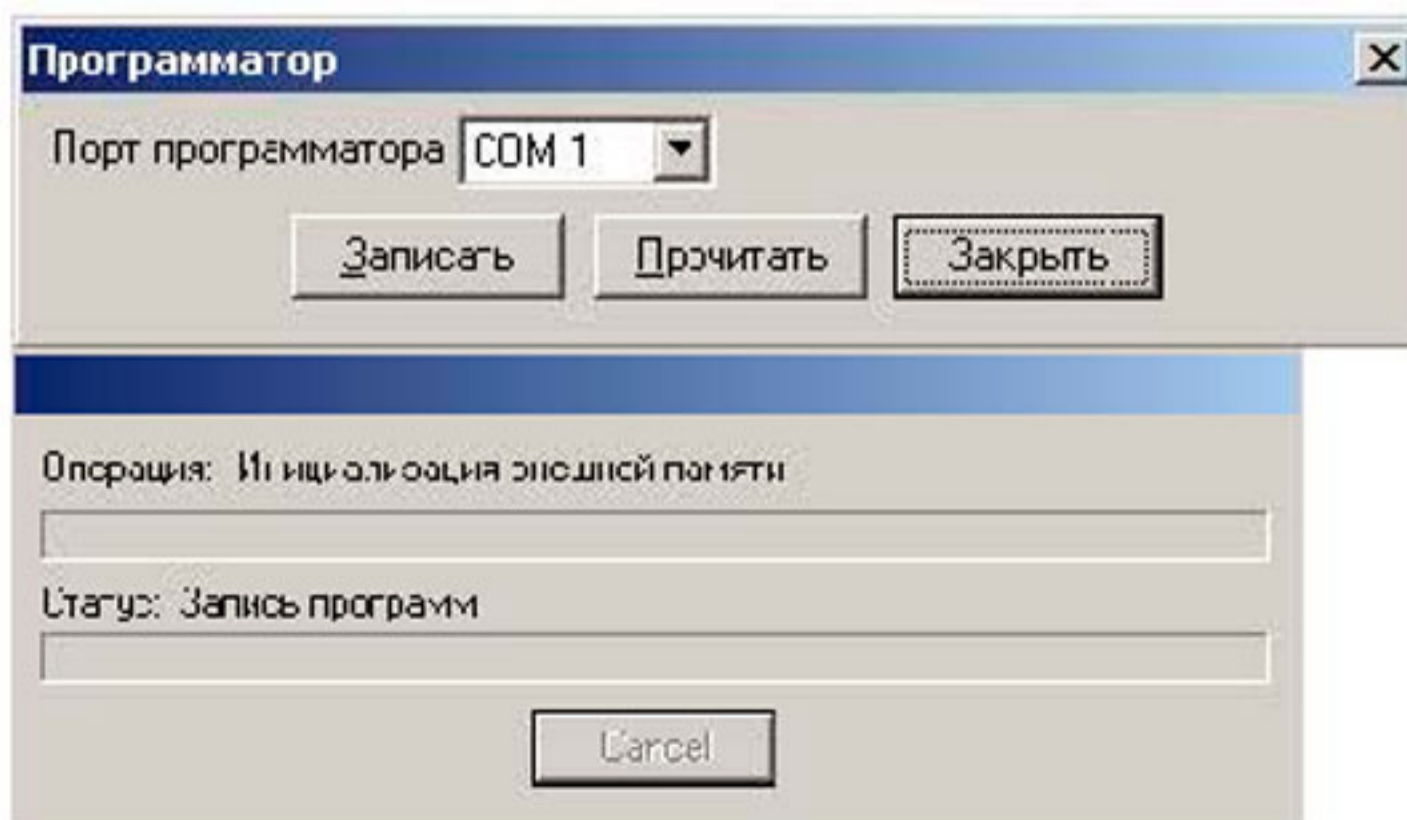 Программатор
Порт программатора COM 1
Записать Прочитать Закрыть
Операция: Инициализация внешней памяти
Статус: Запись программ
Cancel